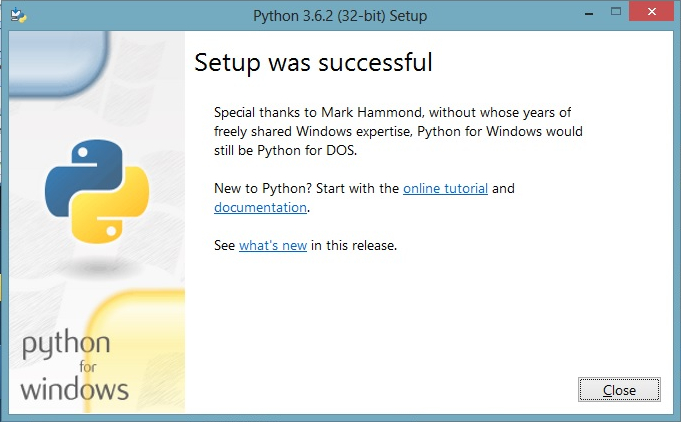 Python 3.6.2 (32-bit) Setup
Setup was successful
Special thanks to Mark Hammond, without whose years of
freely shared Windows expertise, Python for Windows would
still be Python for DOS.
New to Python? Start with the online tutorial and
documentation.
See what's new in this release.
python
for
windows
Close